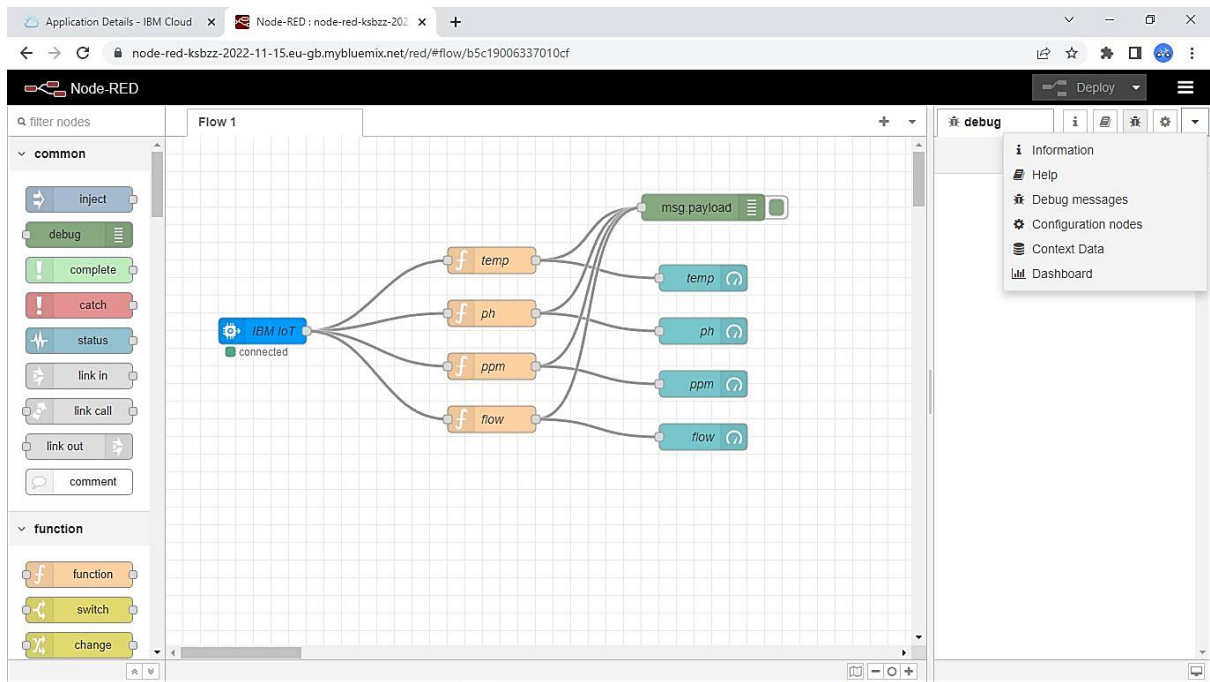 Application Details - IBM Cloud
Node-RED : node-red-ksbzz-202
node-red-ksbzz-2022-11-15.eu-gb.mybluemix.net/red/#flow/b5c19006337010cf
Node-RED
Deploy
filter nodes
Flow 1
debug
i
Information
Help
Debug messages
Configuration nodes
Context Data
Dashboard
common
inject
debug
complete
catch
status
link in
link call
link out
comment
function
function
switch
change
IBM IoT
connected
temp
ph
ppm
flow
msg.payload
temp
ph
ppm
flow